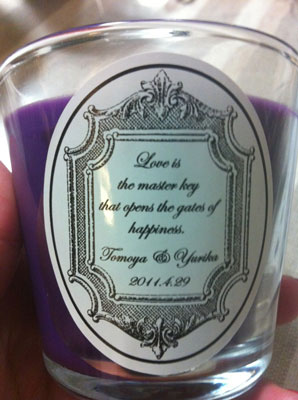 Love is
the master key
that opens the gates of
happiness.
Tomoya & Yurika
2011.4.29